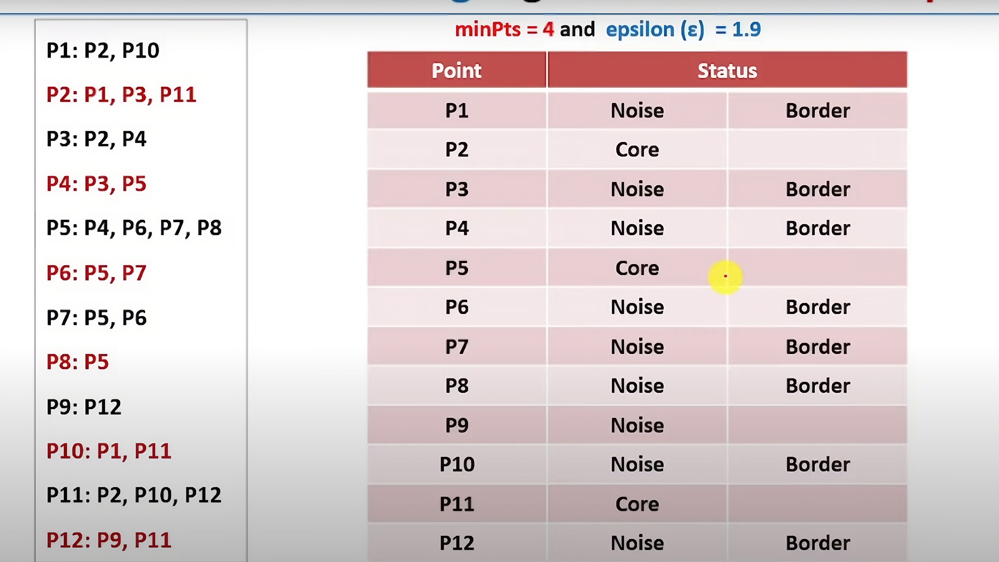 P1: P2, P10
P2: P1, P3, P11
P3: P2, P4
P4: P3, P5
P5: P4, P6, P7, P8
P6: P5, P7
P7: P5, P6
P8: P5
P9: P12
P10: P1, P11
P11: P2, P10, P12
P12: P9, P11
minPts = 4 and epsilon (ε) = 1.9
Point Status
P1 Noise Border
P2 Core
P3 Noise Border
P4 Noise Border
P5 Core
P6 Noise Border
P7 Noise Border
P8 Noise Border
P9 Noise
P10 Noise Border
P11 Core
P12 Noise Border